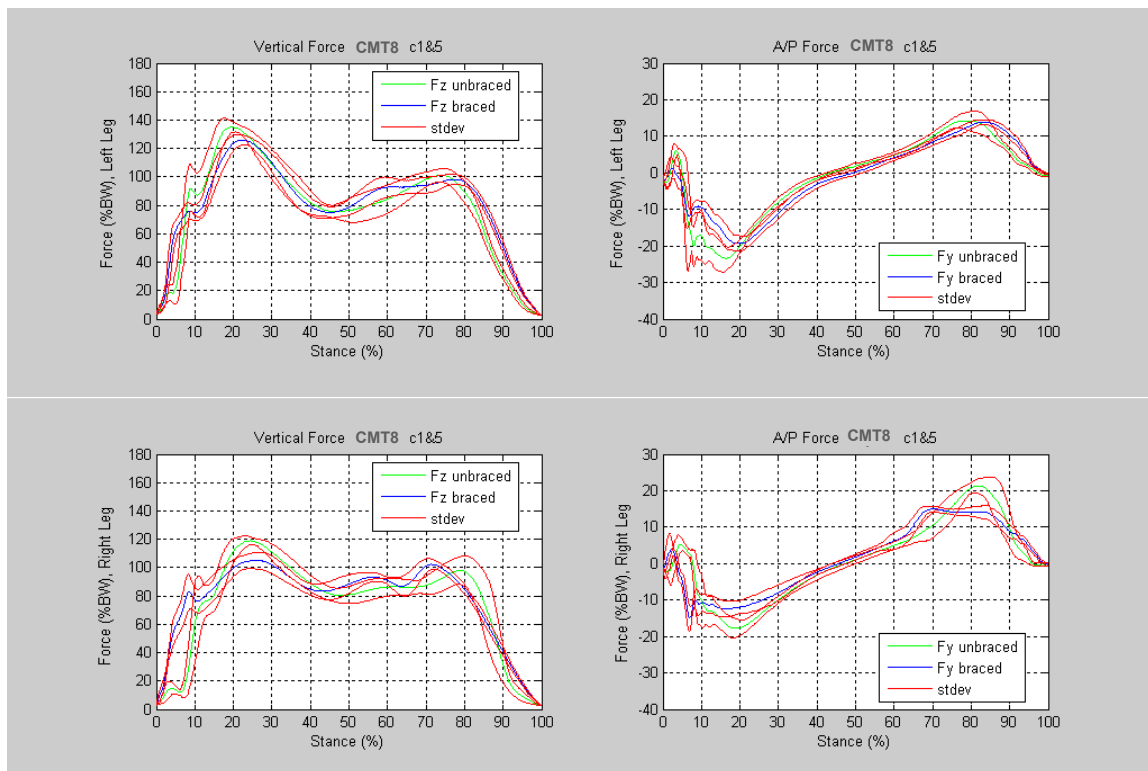 Vertical Force CMT8 c1&5
180
160
140
120
100
80
60
40
20
0
Force (%BW), Left Leg
Fz unbraced
Fz braced
stdev
0 10 20 30 40 50 60 70 80 90 100
Stance (%)
A/P Force CMT8 c1&5
30
20
10
0
-10
-20
-30
-40
Force (%BW), Left Leg
Fy unbraced
Fy braced
stdev
0 10 20 30 40 50 60 70 80 90 100
Stance (%)
Vertical Force CMT8 c1&5
180
160
140
120
100
80
60
40
20
0
Force (%BW), Right Leg
Fz unbraced
Fz braced
stdev
0 10 20 30 40 50 60 70 80 90 100
Stance (%)
A/P Force CMT8 c1&5
30
20
10
0
-10
-20
-30
-40
Force (%BW), Right Leg
Fy unbraced
Fy braced
stdev
0 10 20 30 40 50 60 70 80 90 100
Stance (%)